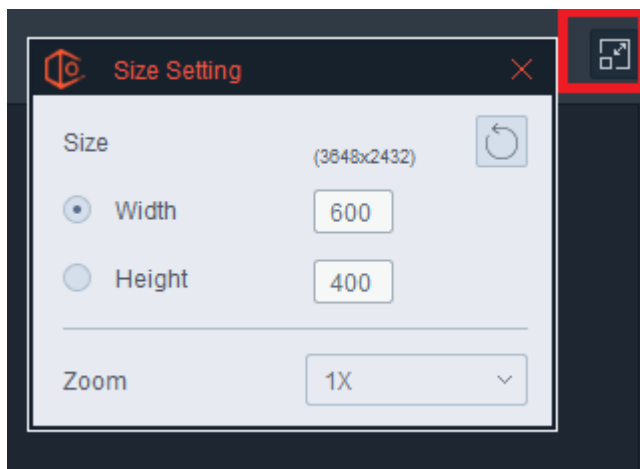 Size Setting
Size (3648x2432)
Width 600
Height 400
Zoom 1X